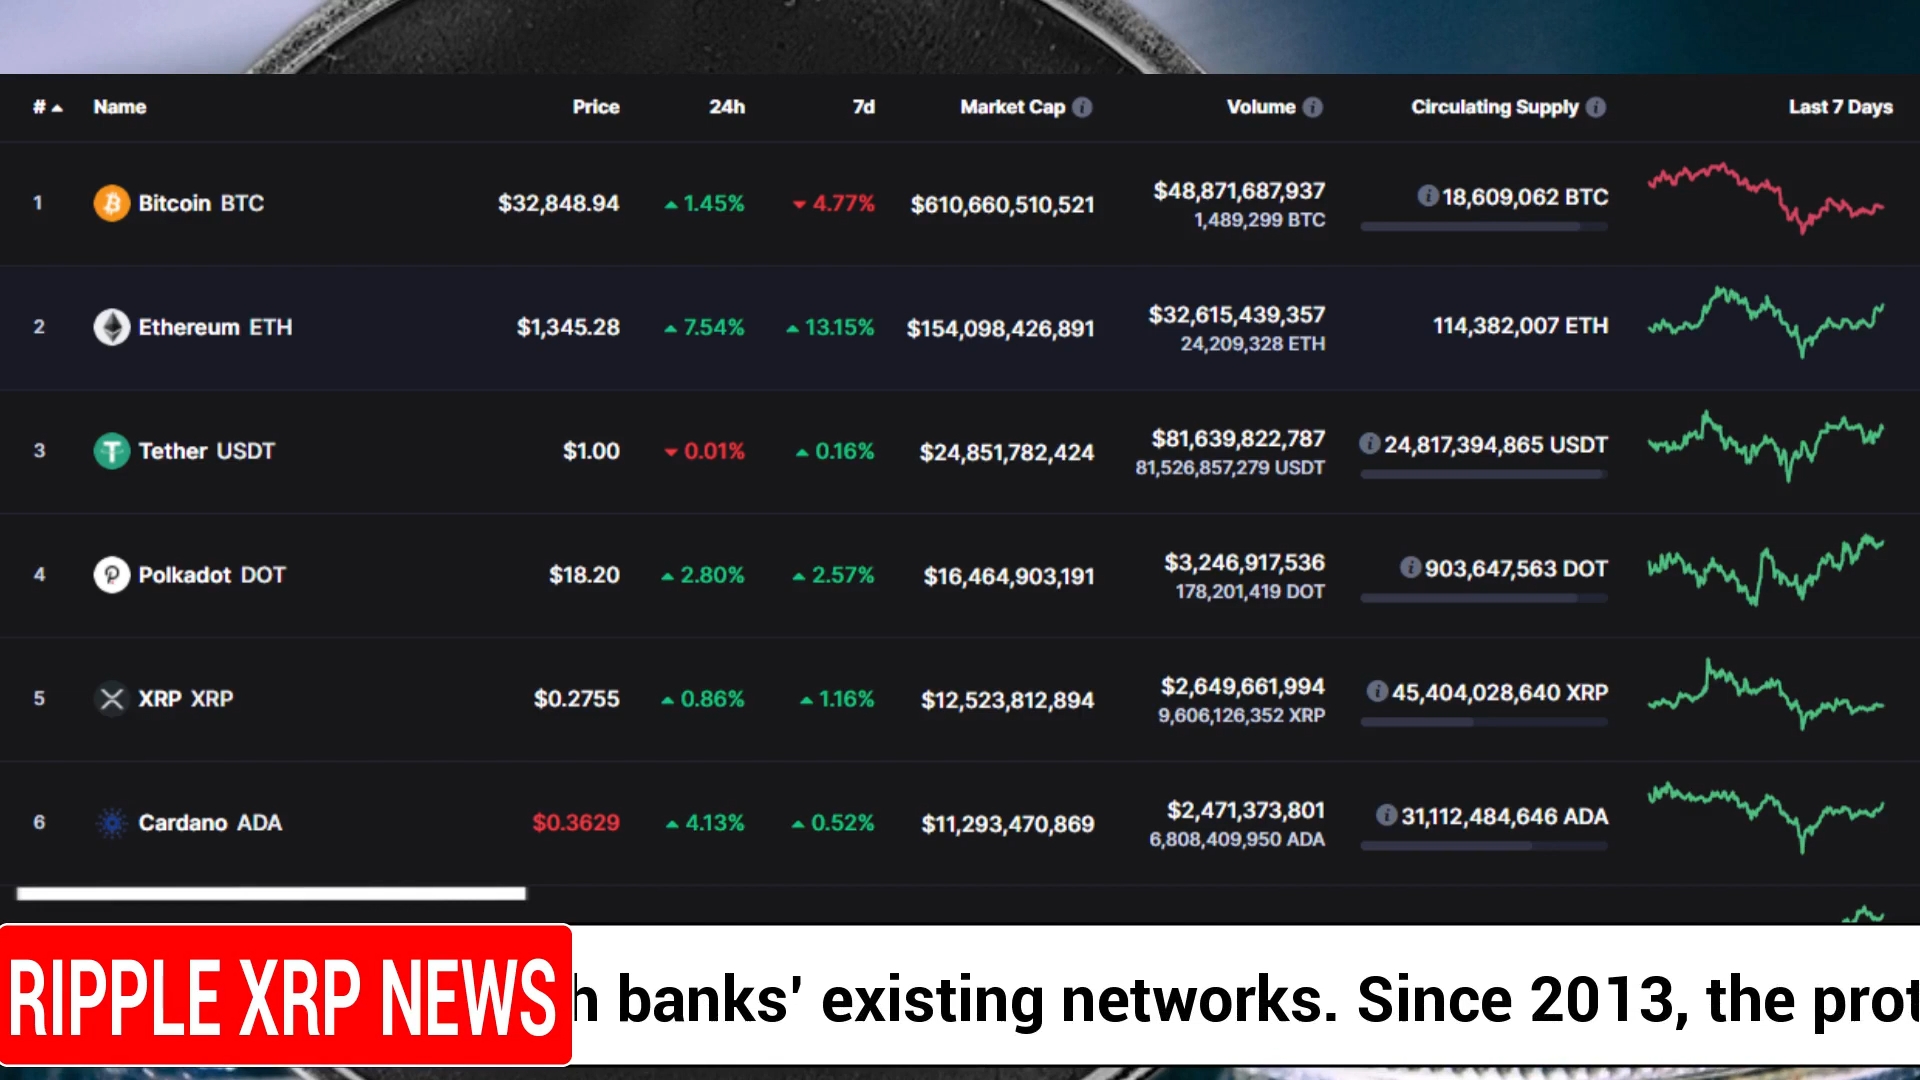 # Name Price 24h 7d Market Cap Volume Circulating Supply Last 7 Days
1 Bitcoin BTC $32,848.94 1.45% 4.77% $610,660,510,521 $48,871,687,937 18,609,062 BTC
1,489,299 BTC
2 Ethereum ETH $1,345.28 7.54% 13.15% $154,098,426,891 $32,615,439,357 114,382,007 ETH
24,209,328 ETH
3 Tether USDT $1.00 0.01% 0.16% $24,851,782,424 $81,639,822,787 24,817,394,865 USDT
81,526,857,279 USDT
4 Polkadot DOT $18.20 2.80% 2.57% $16,464,903,191 $3,246,917,536 903,647,563 DOT
178,201,419 DOT
5 XRP XRP $0.2755 0.86% 1.16% $12,523,812,894 $2,649,661,994 45,404,028,640 XRP
9,606,126,352 XRP
6 Cardano ADA $0.3629 4.13% 0.52% $11,293,470,869 $2,471,373,801 31,112,484,646 ADA
6,808,409,950 ADA
RIPPLE XRP NEWS
h banks’ existing networks. Since 2013, the prot